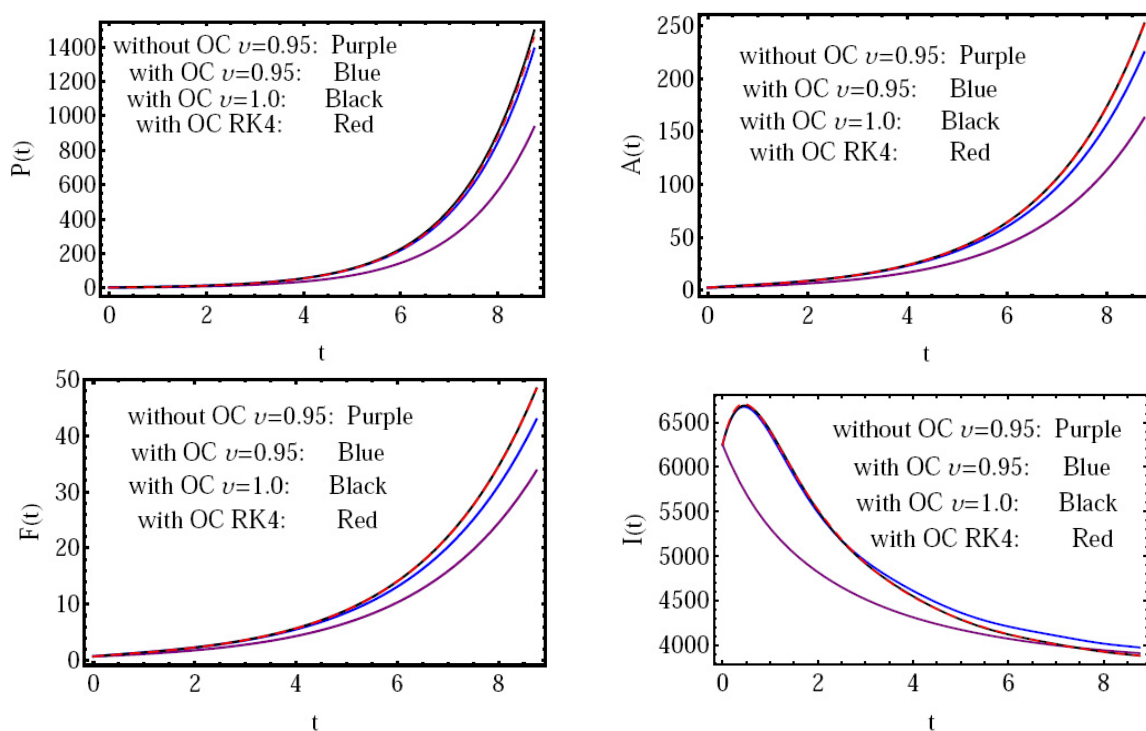 P(t)
1400
1200
1000
800
600
400
200
0
without OC υ=0.95: Purple
with OC υ=0.95: Blue
with OC υ=1.0: Black
with OC RK4: Red
0 2 4 6 8
t
A(t)
250
200
150
100
50
0
without OC υ=0.95: Purple
with OC υ=0.95: Blue
with OC υ=1.0: Black
with OC RK4: Red
0 2 4 6 8
t
F(t)
50
40
30
20
10
0
without OC υ=0.95: Purple
with OC υ=0.95: Blue
with OC υ=1.0: Black
with OC RK4: Red
0 2 4 6 8
t
I(t)
6500
6000
5500
5000
4500
4000
without OC υ=0.95: Purple
with OC υ=0.95: Blue
with OC υ=1.0: Black
with OC RK4: Red
0 2 4 6 8
t